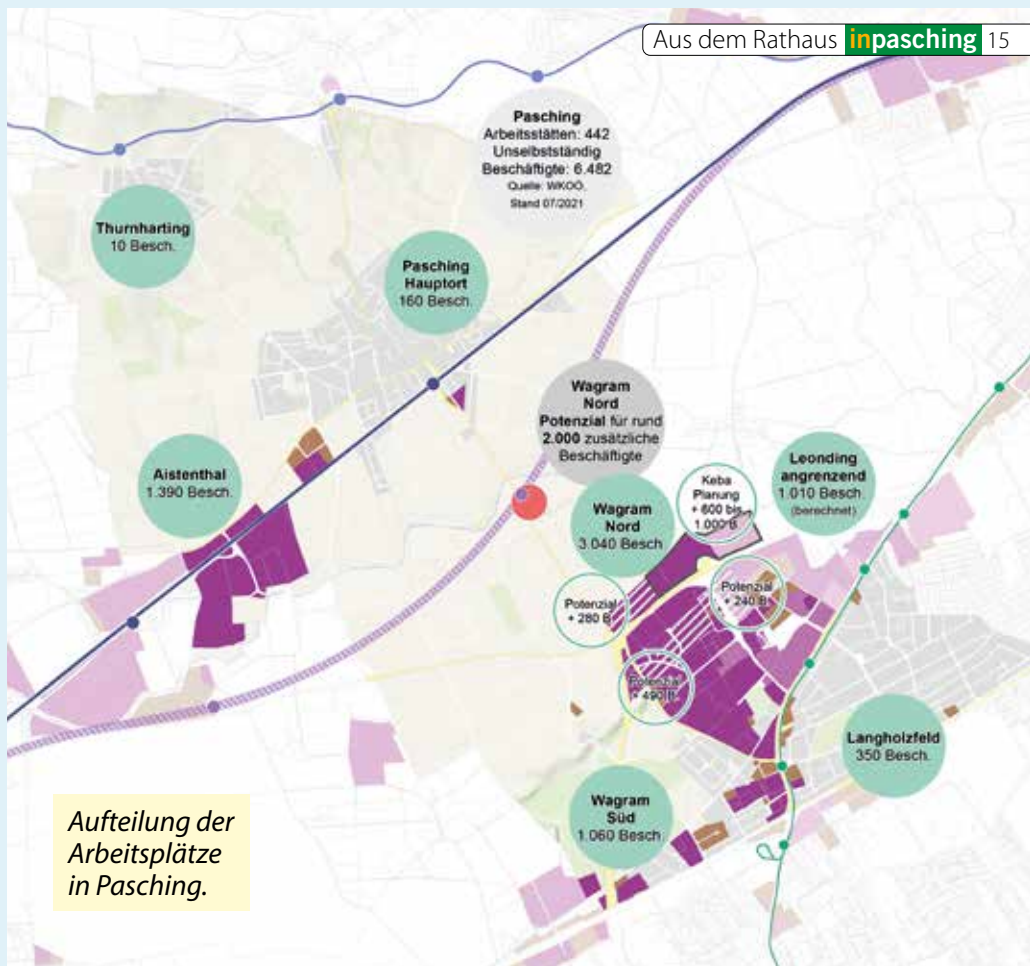 Aus dem Rathaus inpasching 15
Pasching
Arbeitsstätten: 442
Unselbstständig
Beschäftigte: 6.482
Quelle: WKOO,
Stand 07/2021
Thurnharting
10 Besch.
Pasching
Hauptort
160 Besch.
Wagram
Nord
Potenzial für rund
2.000 zusätzliche
Beschäftigte
Aistenthal
1.390 Besch.
Wagram
Nord
3.040 Besch
Keba
Planung
+ 600 bis
1.000 B
Leonding
angrenzend
1.010 Besch.
(berechnet)
Potenzial
+ 280 B
Potenzial
+ 240 B
Potenzial
+ 490 B
Langholzfeld
350 Besch.
Wagram
Süd
1.060 Besch.
Aufteilung der
Arbeitsplätze
in Pasching.